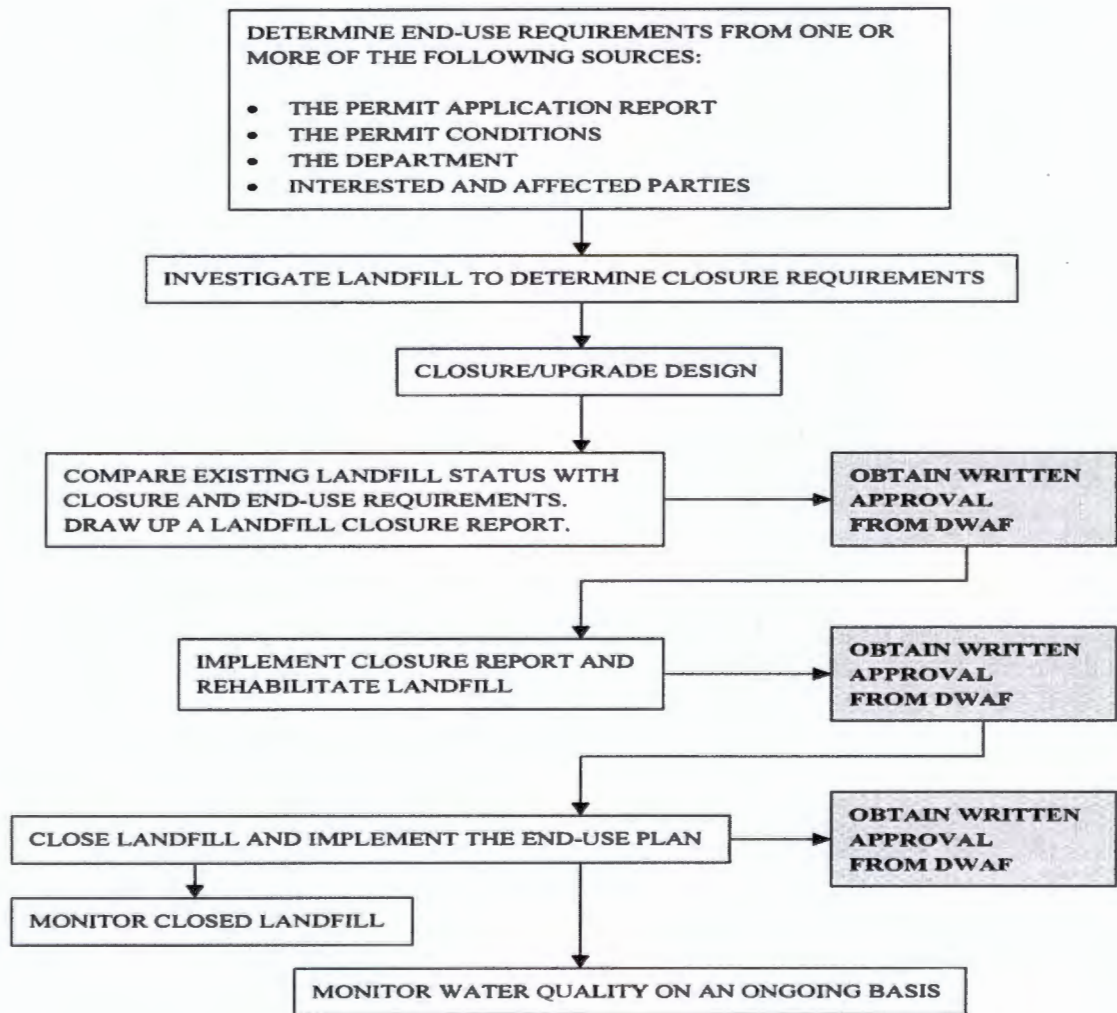 DETERMINE END-USE REQUIREMENTS FROM ONE OR
MORE OF THE FOLLOWING SOURCES:
• THE PERMIT APPLICATION REPORT
• THE PERMIT CONDITIONS
• THE DEPARTMENT
• INTERESTED AND AFFECTED PARTIES
INVESTIGATE LANDFILL TO DETERMINE CLOSURE REQUIREMENTS
CLOSURE/UPGRADE DESIGN
COMPARE EXISTING LANDFILL STATUS WITH
CLOSURE AND END-USE REQUIREMENTS.
DRAW UP A LANDFILL CLOSURE REPORT.
OBTAIN WRITTEN
APPROVAL
FROM DWAF
IMPLEMENT CLOSURE REPORT AND
REHABILITATE LANDFILL
OBTAIN WRITTEN
APPROVAL
FROM DWAF
CLOSE LANDFILL AND IMPLEMENT THE END-USE PLAN
OBTAIN WRITTEN
APPROVAL
FROM DWAF
MONITOR CLOSED LANDFILL
MONITOR WATER QUALITY ON AN ONGOING BASIS